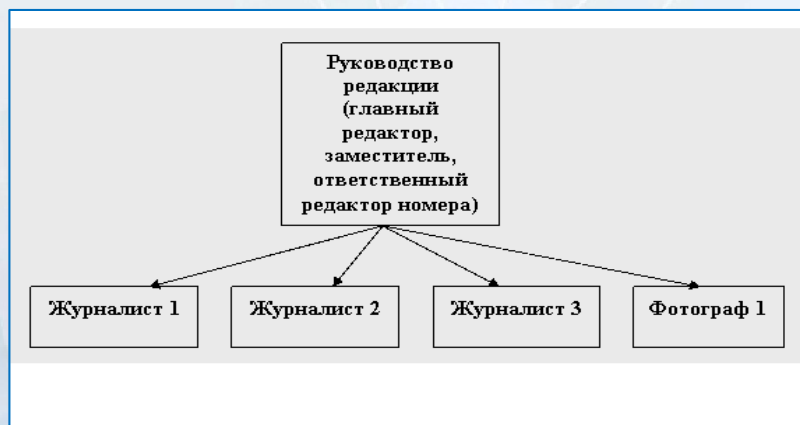 Руководство
редакции
(главный
редактор,
заместитель,
ответственный
редактор номера)
Журналист 1
Журналист 2
Журналист 3
Фотограф 1